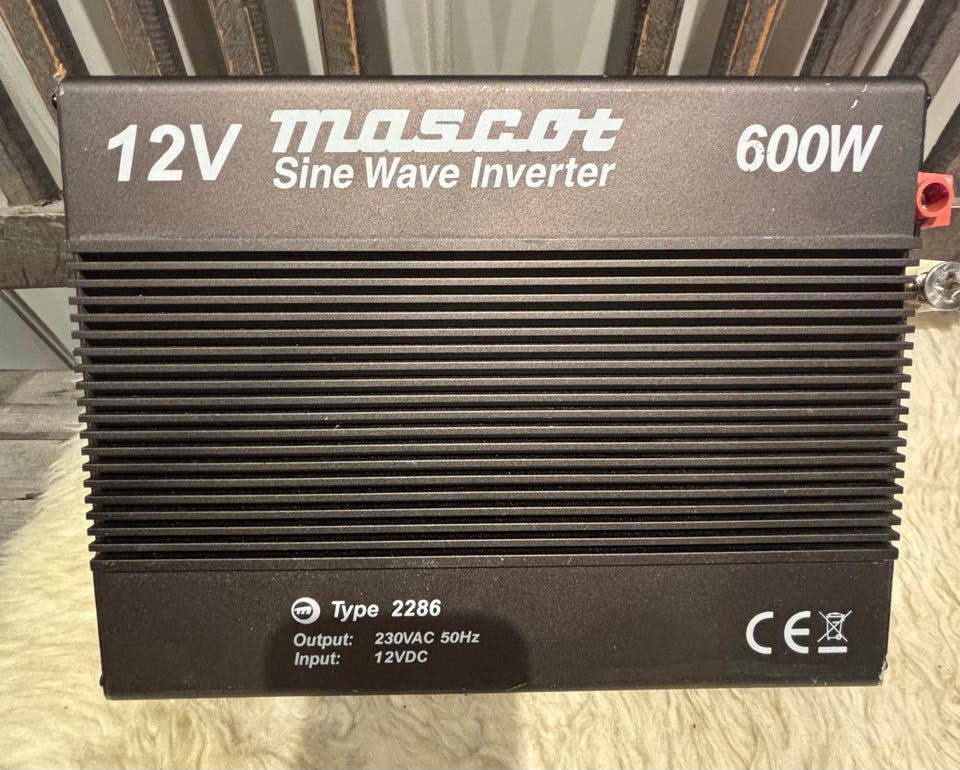 12V mascot 600W
Sine Wave Inverter
Type 2286
Output: 230VAC 50Hz
Input: 12VDC
CE